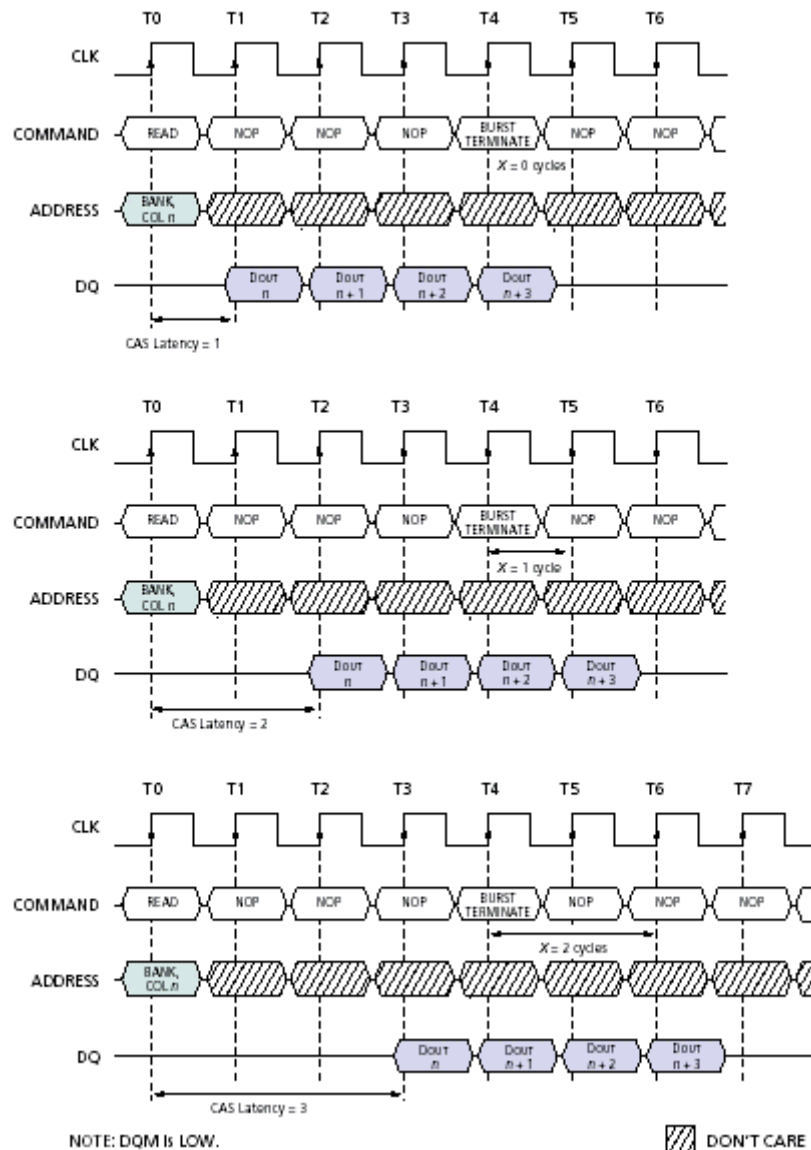 T0 T1 T2 T3 T4 T5 T6
CLK
COMMAND READ NOP NOP NOP BURST TERMINATE NOP NOP
X = 0 cycles
ADDRESS BANK, COL n
DQ DOUT n DOUT n + 1 DOUT n + 2 DOUT n + 3
CAS Latency = 1
T0 T1 T2 T3 T4 T5 T6
CLK
COMMAND READ NOP NOP NOP BURST TERMINATE NOP NOP
X = 1 cycle
ADDRESS BANK, COL n
DQ DOUT n DOUT n + 1 DOUT n + 2 DOUT n + 3
CAS Latency = 2
T0 T1 T2 T3 T4 T5 T6 T7
CLK
COMMAND READ NOP NOP NOP BURST TERMINATE NOP NOP NOP
X = 2 cycles
ADDRESS BANK, COL n
DQ DOUT n DOUT n + 1 DOUT n + 2 DOUT n + 3
CAS Latency = 3
NOTE: DQM is LOW.
DON'T CARE